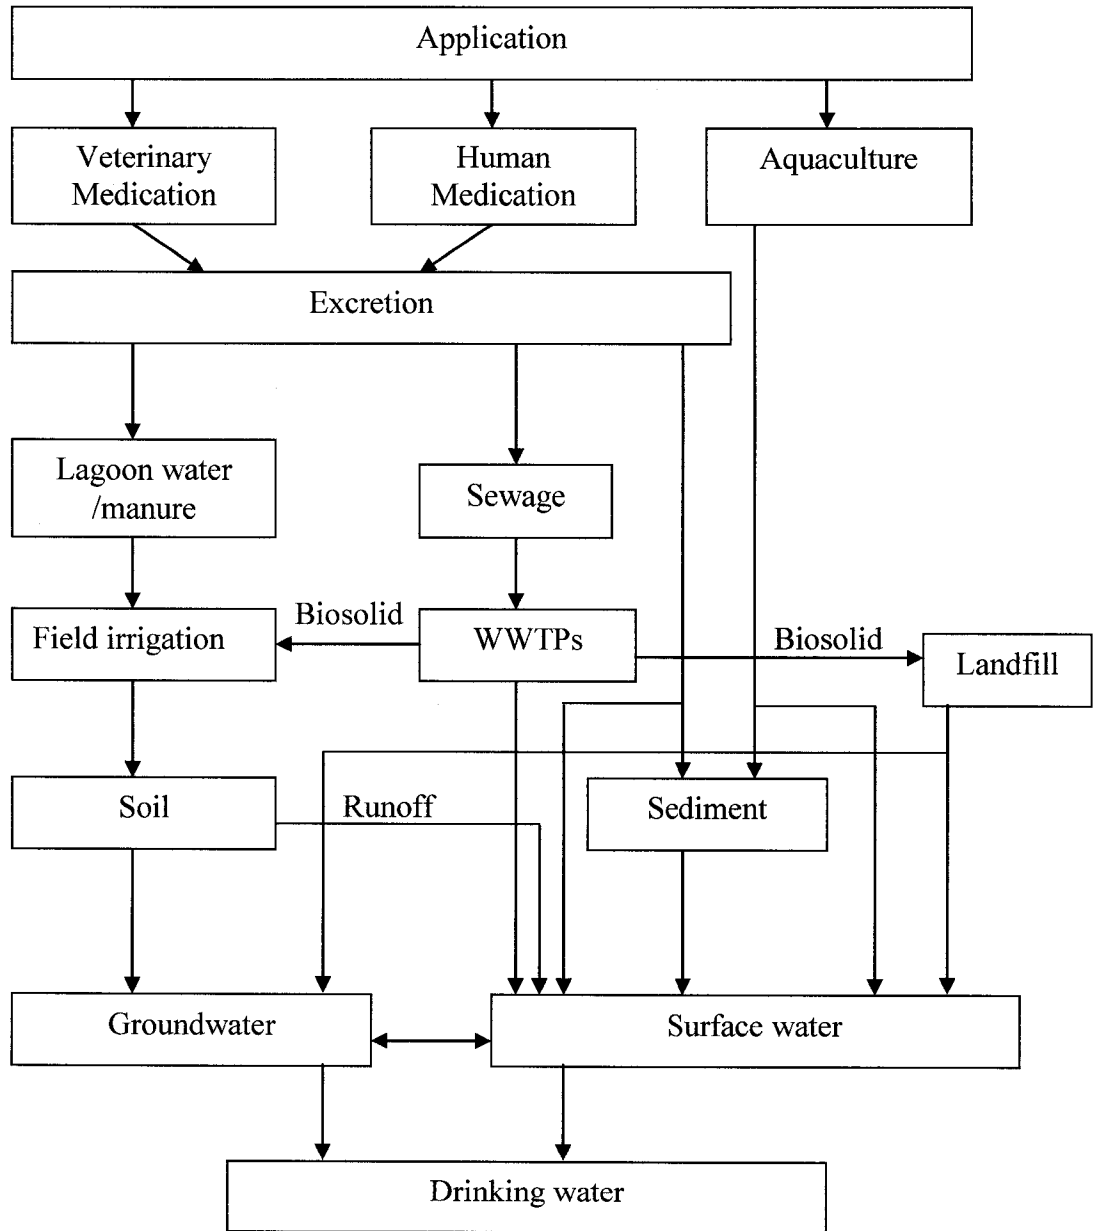 Application
Veterinary
Medication
Human
Medication
Aquaculture
Excretion
Lagoon water
/manure
Sewage
Field irrigation
Biosolid
WWTPs
Biosolid
Landfill
Soil
Runoff
Sediment
Groundwater
Surface water
Drinking water